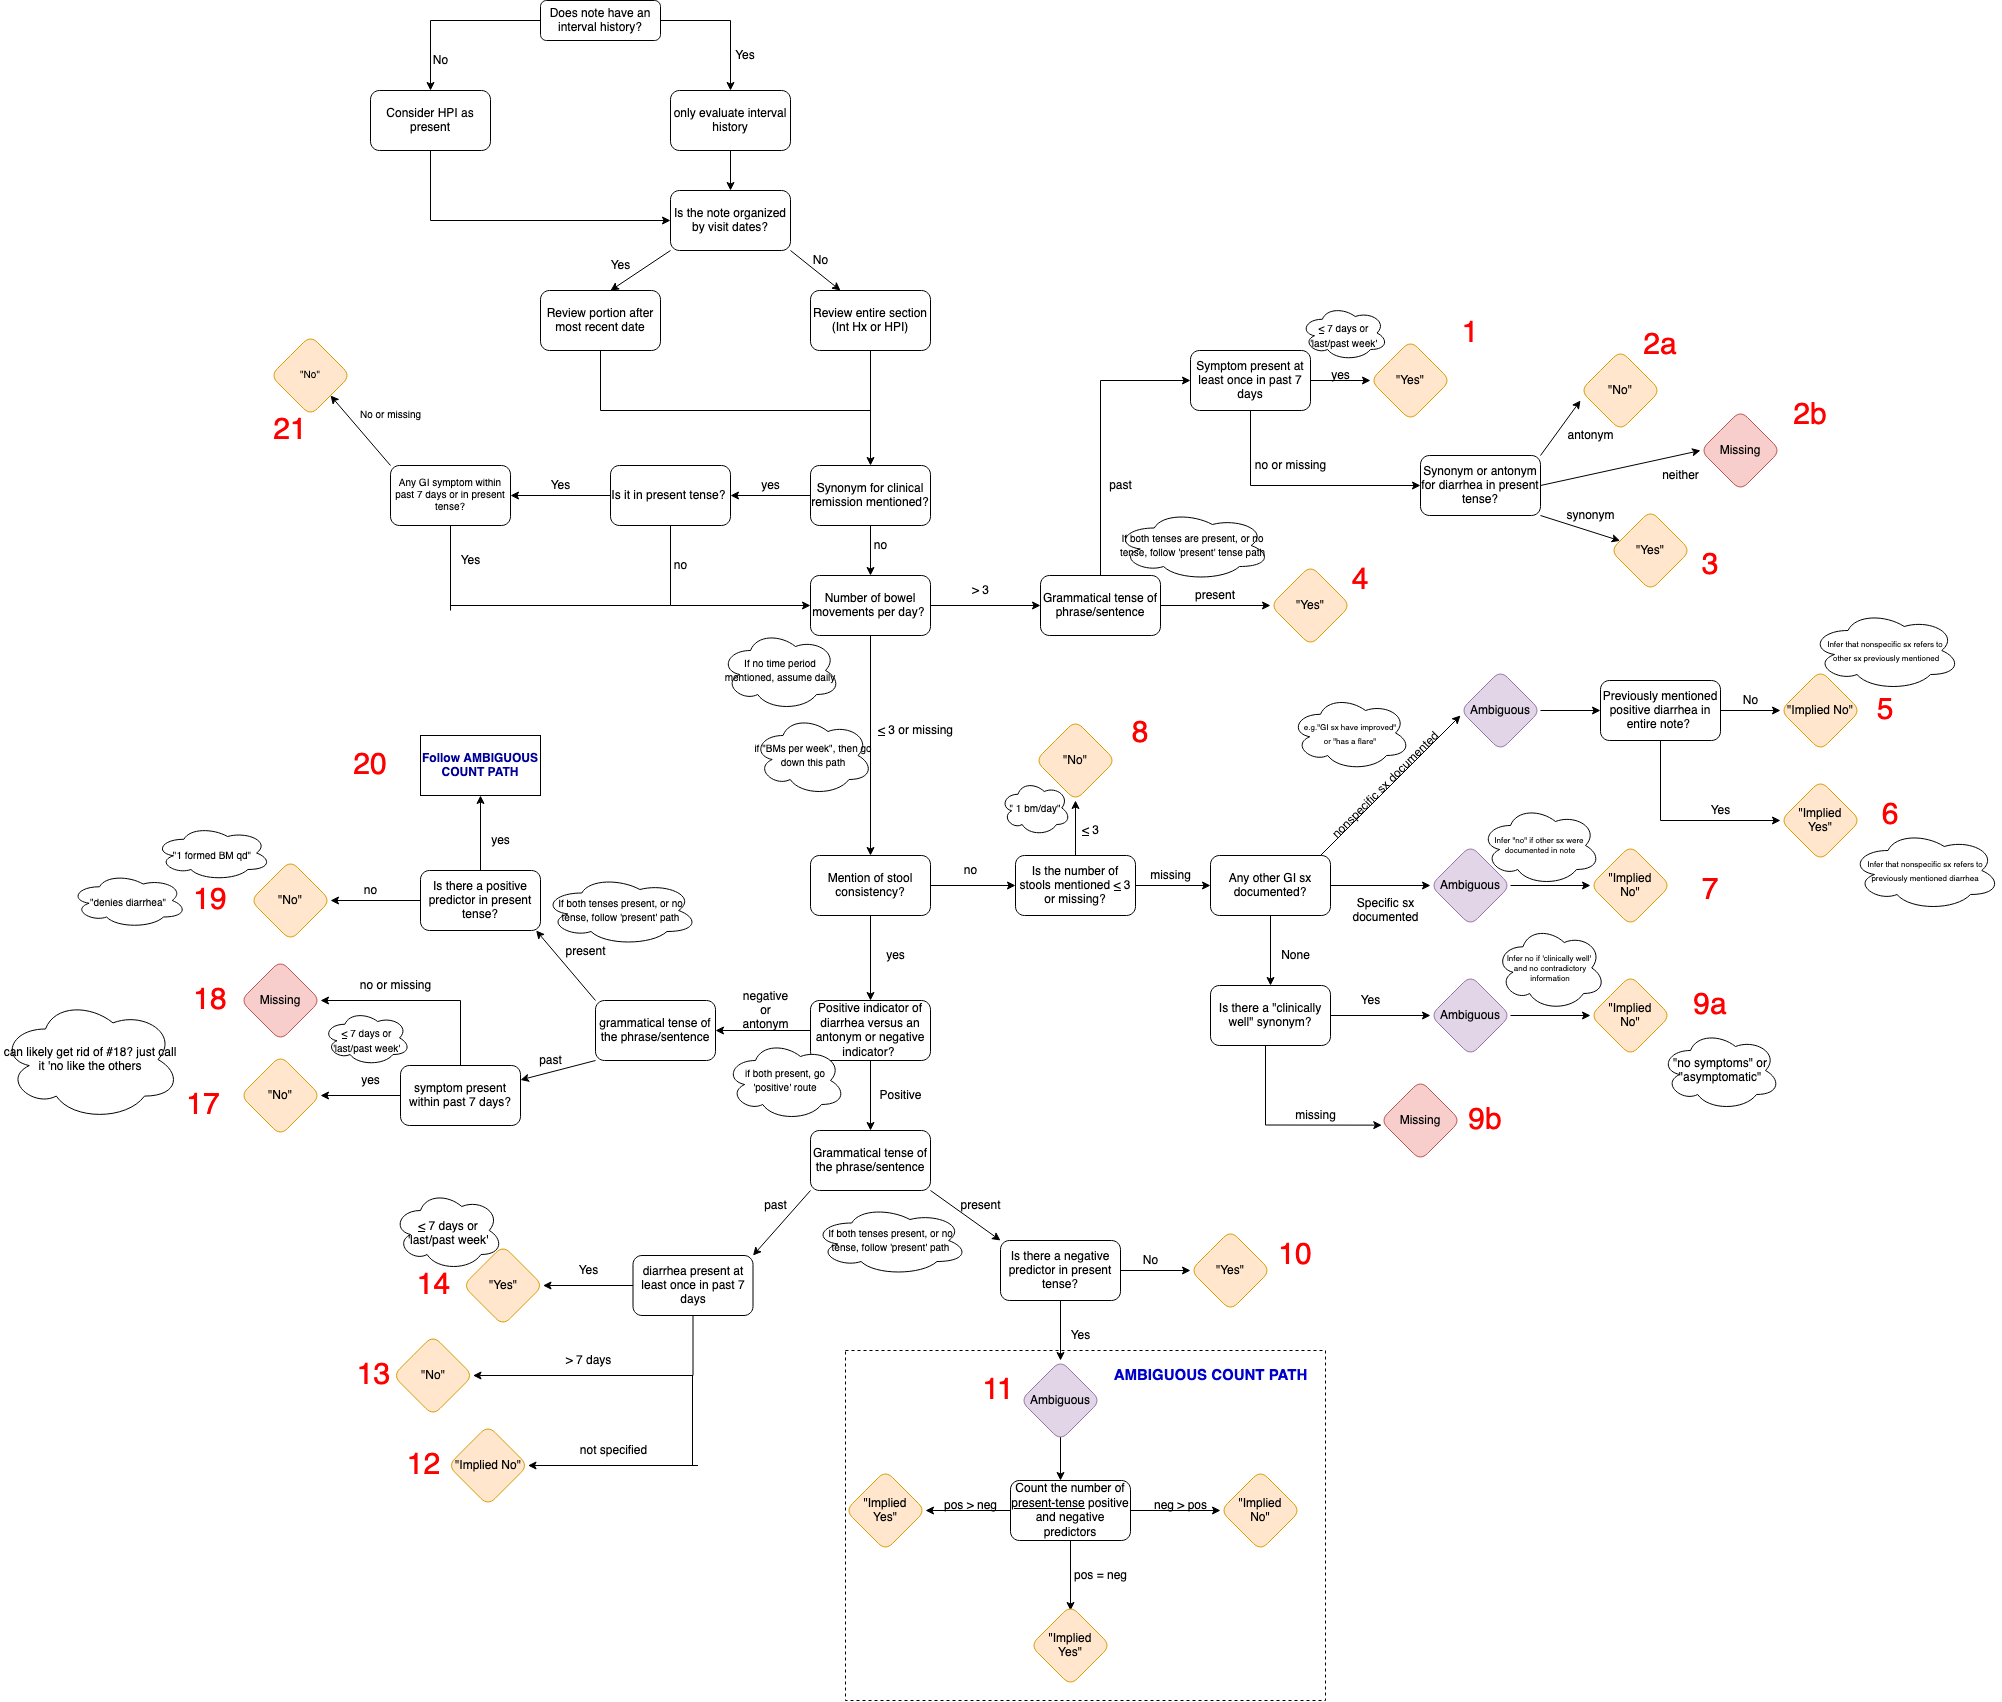 Does note have an
interval history?
No
Yes
Consider HPI as
present
only evaluate interval
history
Is the note organized
by visit dates?
Yes
No
Review portion after
most recent date
Review entire section
(Int Hx or HPI)
"No"
21
No or missing
Any GI symptom within
past 7 days or in present
tense?
Yes
Is it in present tense?
yes
Synonym for clinical
remission mentioned?
Yes
no
no
Number of bowel
movements per day?
> 3
Grammatical tense of
phrase/sentence
present
"Yes"
4
If both tenses are present, or no
tense, follow 'present' tense path
past
Symptom present at
least once in past 7
days
≤ 7 days or
'last/past week'
yes
"Yes"
1
no or missing
Synonym or antonym
for diarrhea in present
tense?
antonym
"No"
2a
neither
Missing
2b
synonym
"Yes"
3
If no time period
mentioned, assume daily
≤ 3 or missing
if "BMs per week", then go
down this path
Mention of stool
consistency?
no
Is the number of
stools mentioned ≤ 3
or missing?
≤ 3
" 1 bm/day"
"No"
8
missing
Any other GI sx
documented?
nonspecific sx documented
e.g."GI sx have improved"
or "has a flare"
Ambiguous
Previously mentioned
positive diarrhea in
entire note?
No
"Implied No"
5
Infer that nonspecific sx refers to
other sx previously mentioned
Yes
"Implied
Yes"
6
Infer that nonspecific sx refers to
previously mentioned diarrhea
Specific sx
documented
Ambiguous
Infer "no" if other sx were
documented in note
"Implied
No"
7
None
Is there a "clinically
well" synonym?
Yes
Ambiguous
Infer no if 'clinically well'
and no contradictory
information
"Implied
No"
9a
"no symptoms" or
"asymptomatic"
missing
Missing
9b
yes
Positive indicator of
diarrhea versus an
antonym or negative
indicator?
if both present, go
'positive' route
negative
or
antonym
grammatical tense of
the phrase/sentence
present
If both tenses present, or no
tense, follow 'present' path
Is there a positive
predictor in present
tense?
yes
Follow AMBIGUOUS
COUNT PATH
20
no
"No"
19
"1 formed BM qd"
"denies diarrhea"
past
symptom present
within past 7 days?
no or missing
Missing
18
can likely get rid of #18? just call
it 'no like the others
≤ 7 days or
'last/past week'
yes
"No"
17
Positive
Grammatical tense of
the phrase/sentence
past
present
If both tenses present, or no
tense, follow 'present' path
diarrhea present at
least once in past 7
days
≤ 7 days or
'last/past week'
Yes
"Yes"
14
> 7 days
"No"
13
not specified
"Implied No"
12
Is there a negative
predictor in present
tense?
No
"Yes"
10
Yes
AMBIGUOUS COUNT PATH
11
Ambiguous
Count the number of
present-tense positive
and negative
predictors
pos > neg
"Implied
Yes"
neg > pos
"Implied
No"
pos = neg
"Implied
Yes"